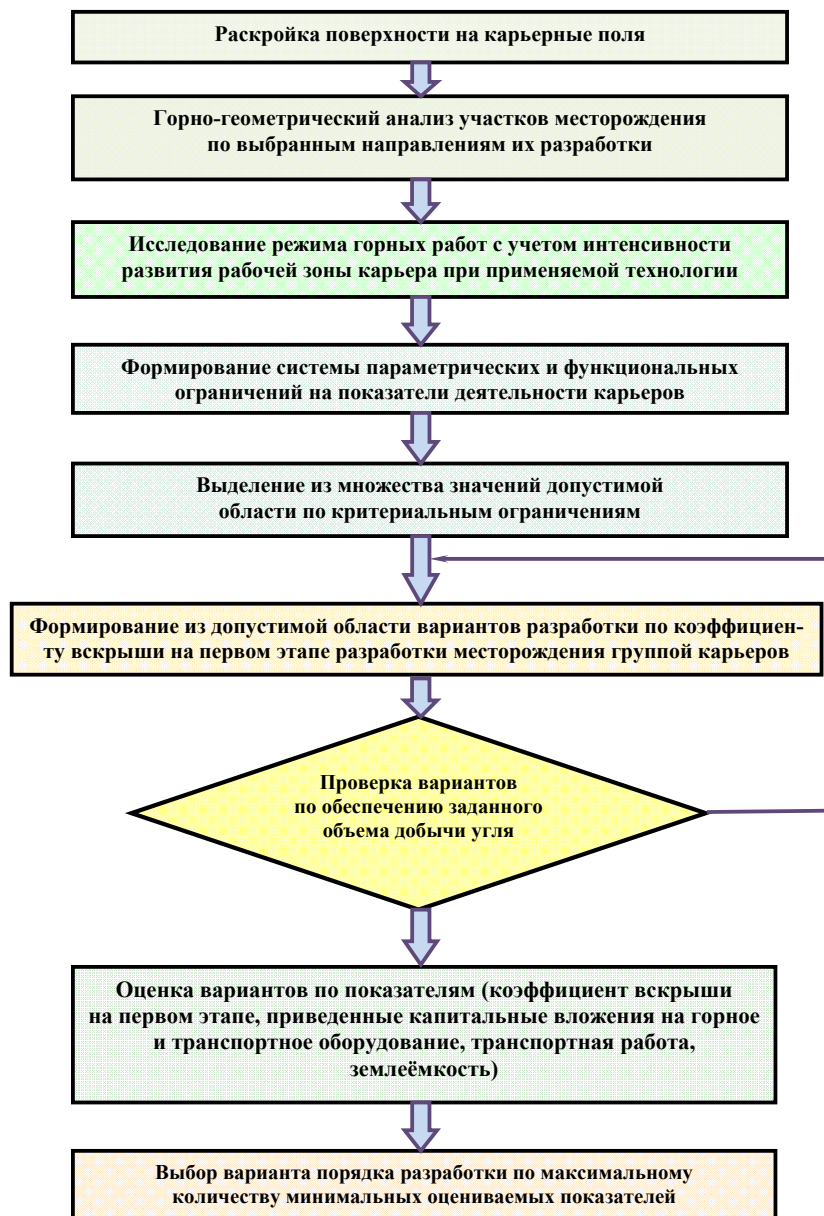 Раскройка поверхности на карьерные поля
Горно-геометрический анализ участков месторождения
по выбранным направлениям их разработки
Исследование режима горных работ с учетом интенсивности
развития рабочей зоны карьера при применяемой технологии
Формирование системы параметрических и функциональных
ограничений на показатели деятельности карьеров
Выделение из множества значений допустимой
области по критериальным ограничениям
Формирование из допустимой области вариантов разработки по коэффициен-
ту вскрыши на первом этапе разработки месторождения группой карьеров
Проверка вариантов
по обеспечению заданного
объема добычи угля
Оценка вариантов по показателям (коэффициент вскрыши
на первом этапе, приведенные капитальные вложения на горное
и транспортное оборудование, транспортная работа,
землеёмкость)
Выбор варианта порядка разработки по максимальному
количеству минимальных оцениваемых показателей